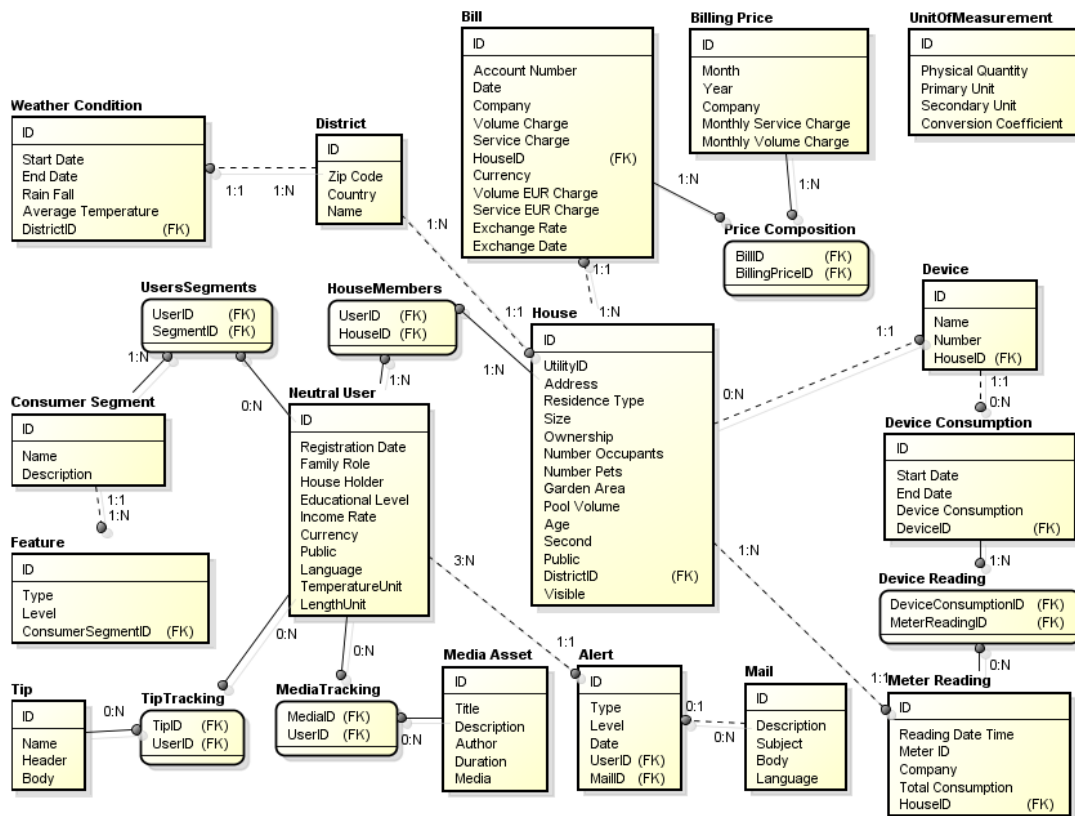 Bill
ID
Account Number
Date
Company
Volume Charge
Service Charge
HouseID (FK)
Currency
Volume EUR Charge
Service EUR Charge
Exchange Rate
Exchange Date
Billing Price
ID
Month
Year
Company
Monthly Service Charge
Monthly Volume Charge
UnitOfMeasurement
ID
Physical Quantity
Primary Unit
Secondary Unit
Conversion Coefficient
Weather Condition
ID
Start Date
End Date
Rain Fall
Average Temperature
DistrictID (FK)
1:1
1:N
District
ID
Zip Code
Country
Name
1:N
1:1
1:N
1:N
Price Composition
BillID (FK)
BillingPriceID (FK)
1:1
1:N
UsersSegments
UserID (FK)
SegmentID (FK)
1:N
0:N
HouseMembers
UserID (FK)
HouseID (FK)
1:N
1:N
House
ID
UtilityID
Address
Residence Type
Size
Ownership
Number Occupants
Number Pets
Garden Area
Pool Volume
Age
Second
Public
DistrictID (FK)
Visible
0:N
1:1
Device
ID
Name
Number
HouseID (FK)
1:1
0:N
Consumer Segment
ID
Name
Description
1:1
1:N
Neutral User
ID
Registration Date
Family Role
House Holder
Educational Level
Income Rate
Currency
Public
Language
TemperatureUnit
LengthUnit
Device Consumption
ID
Start Date
End Date
Device Consumption
DeviceID (FK)
1:N
Feature
ID
Type
Level
ConsumerSegmentID (FK)
3:N
1:1
1:N
1:1
Device Reading
DeviceConsumptionID (FK)
MeterReadingID (FK)
0:N
0:N
0:N
Tip
ID
Name
Header
Body
0:N
TipTracking
TipID (FK)
UserID (FK)
MediaTracking
MediaID (FK)
UserID (FK)
0:N
Media Asset
ID
Title
Description
Author
Duration
Media
Alert
ID
Type
Level
Date
UserID (FK)
MailID (FK)
0:1
0:N
Mail
ID
Description
Subject
Body
Language
Meter Reading
ID
Reading Date Time
Meter ID
Company
Total Consumption
HouseID (FK)